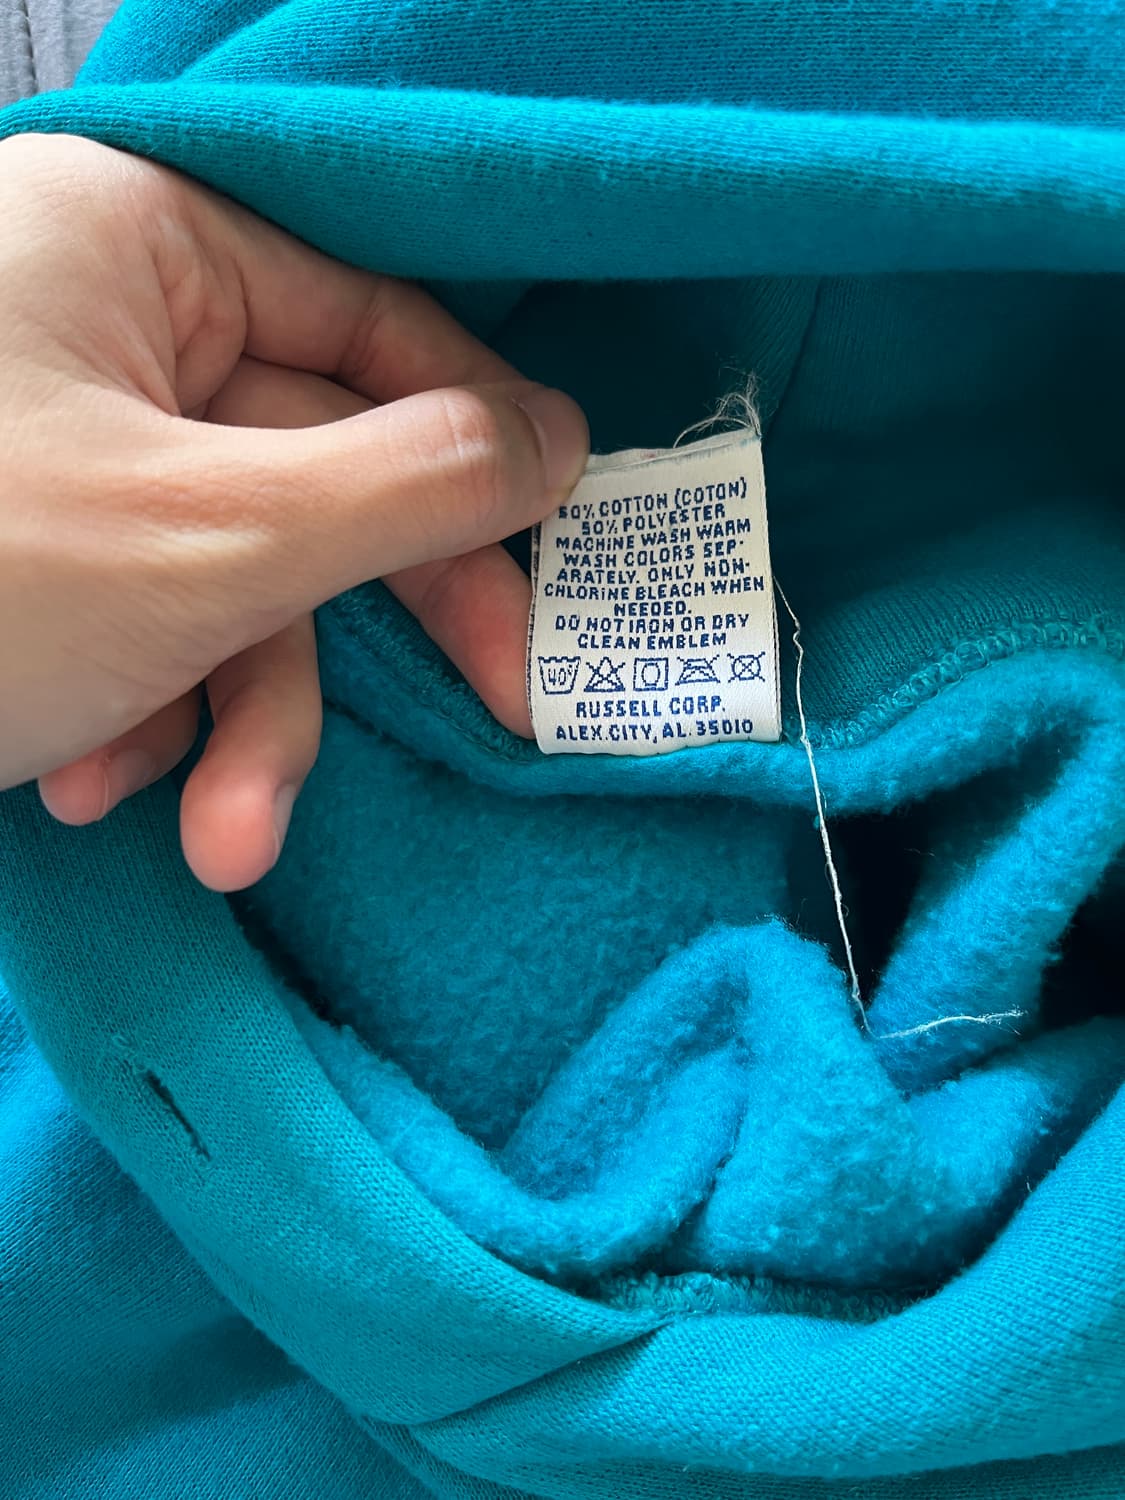 50% COTTON (COTON)
50% POLYESTER
MACHINE WASH WARM
WASH COLORS SEP-
ARATELY. ONLY NON-
CHLORINE BLEACH WHEN
NEEDED.
DO NOT IRON OR DRY
CLEAN EMBLEM
40°
RUSSELL CORP.
ALEX.CITY, AL. 35010